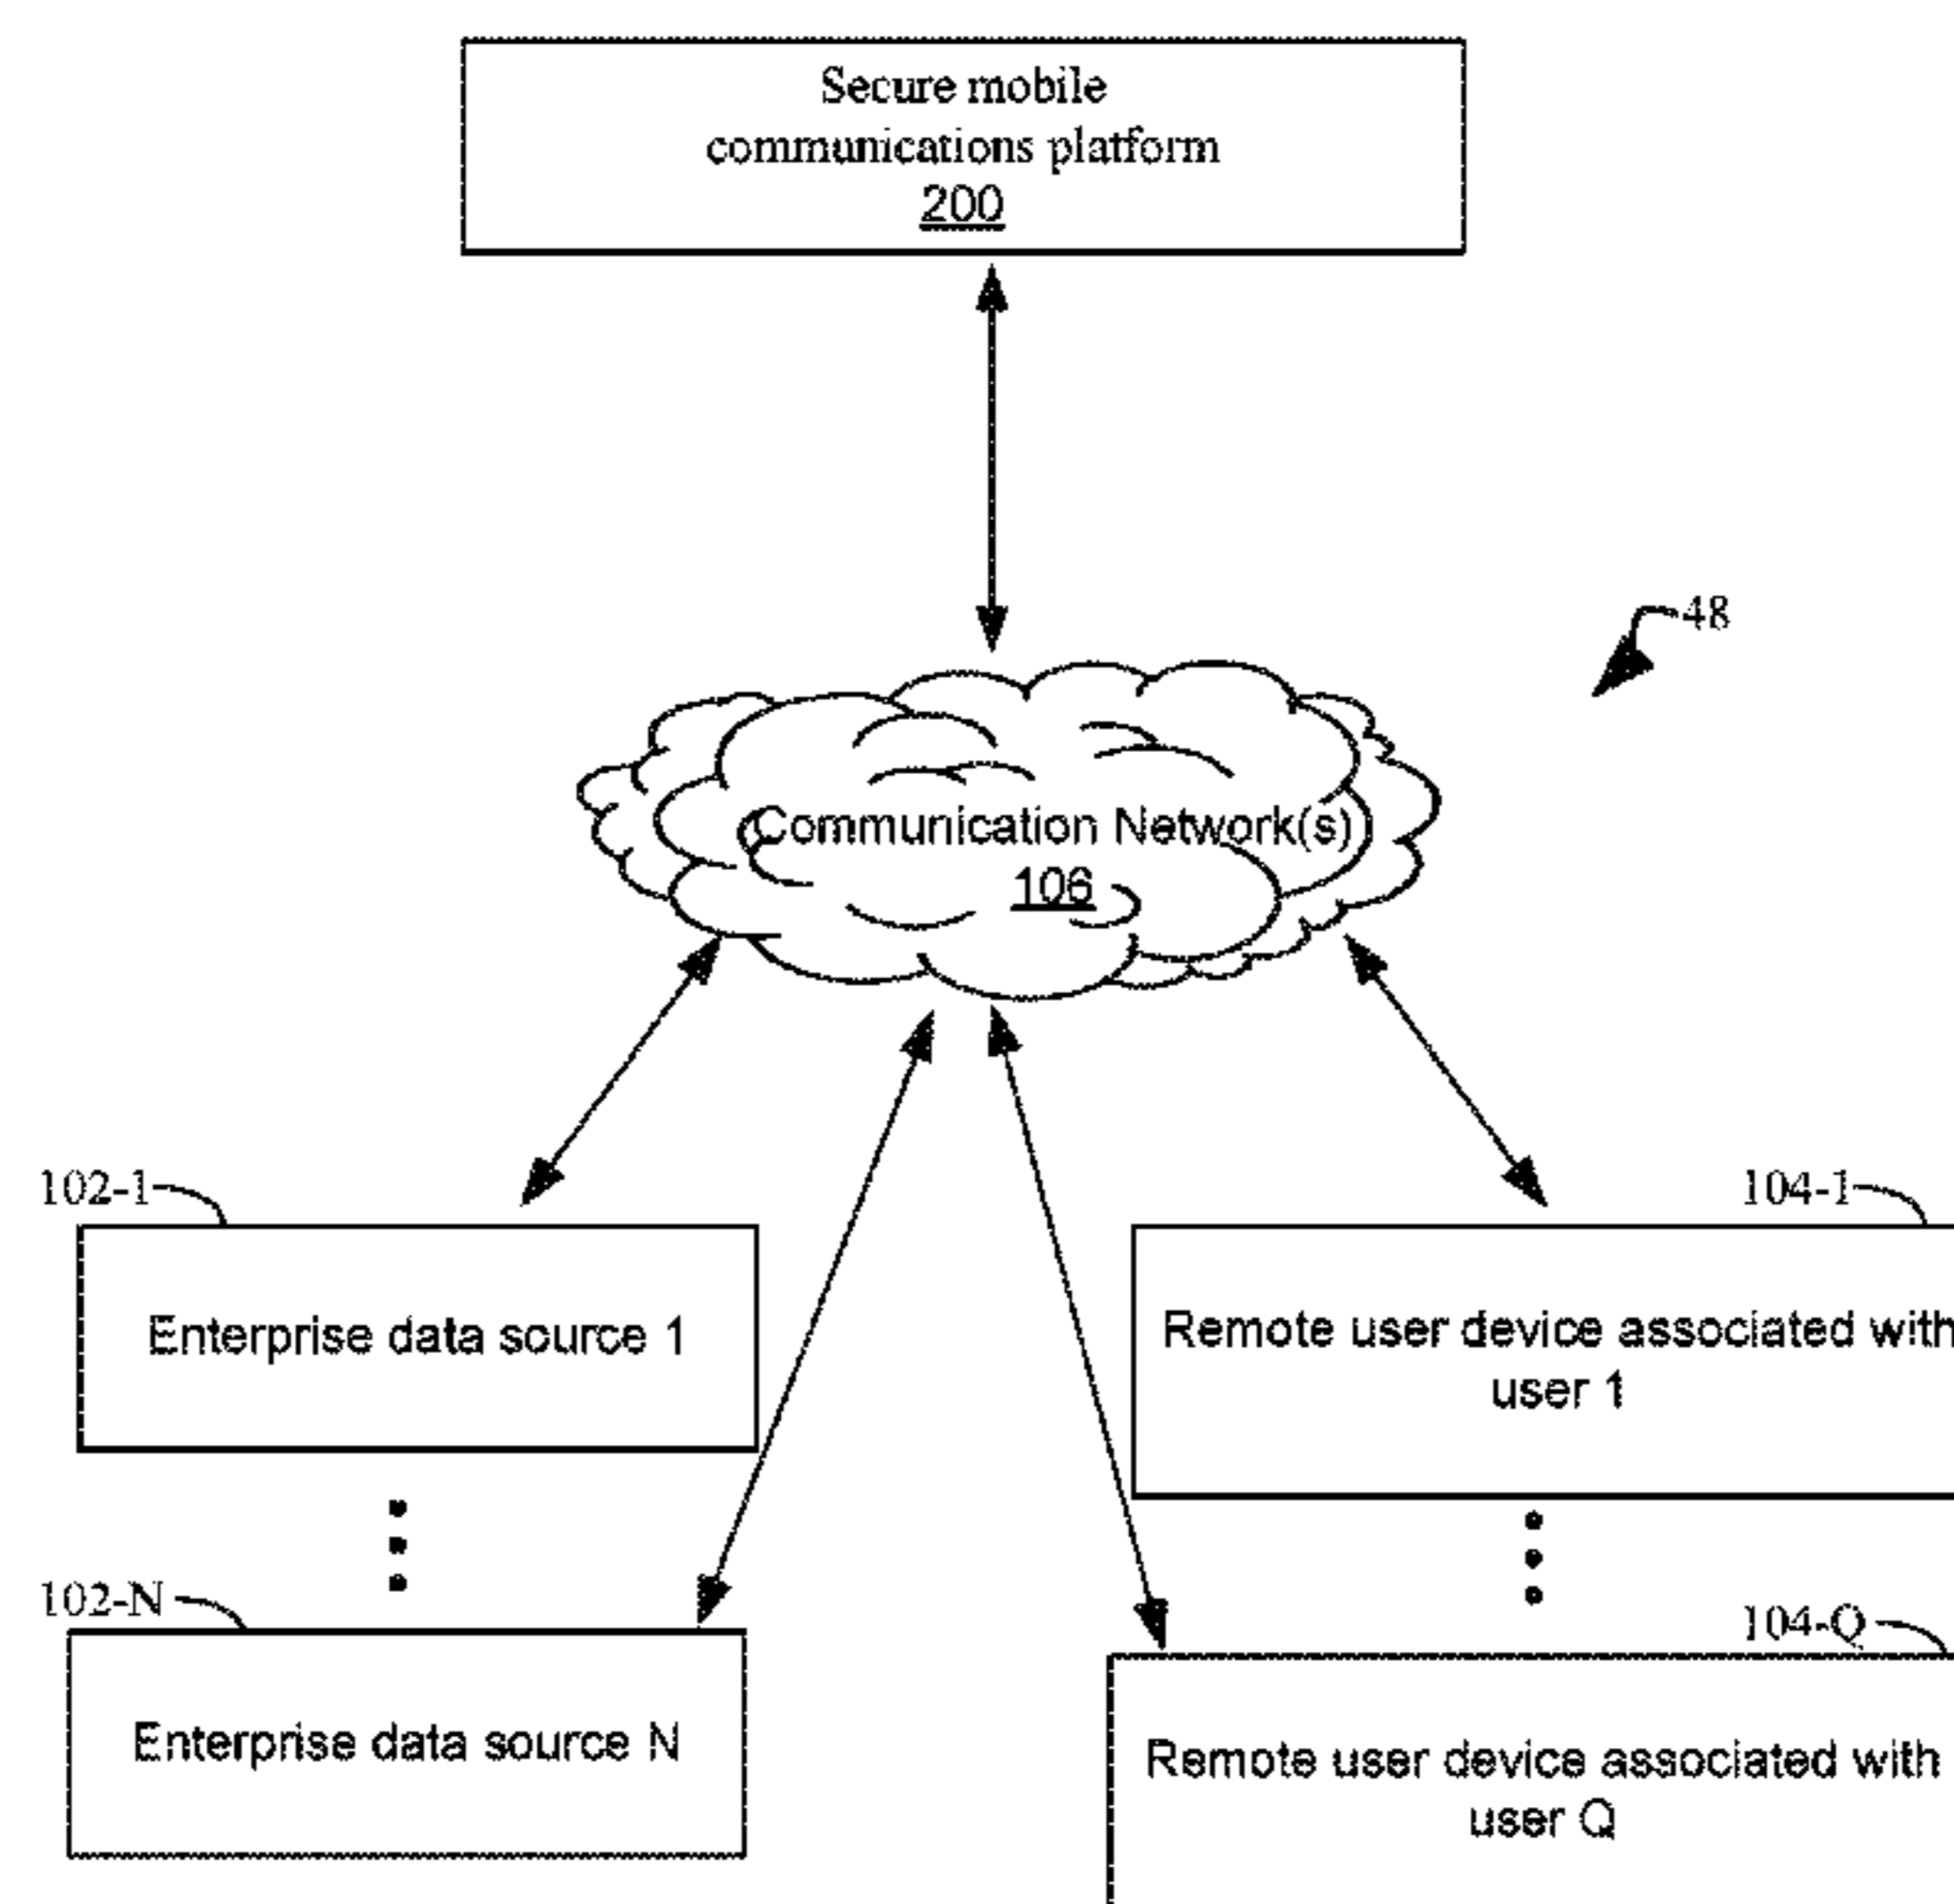 Secure mobile
communications platform
200
48
Communication Network(s)
106
102-1
Enterprise data source 1
104-1
Remote user device associated with
user 1
102-N
Enterprise data source N
104-Q
Remote user device associated with
user Q